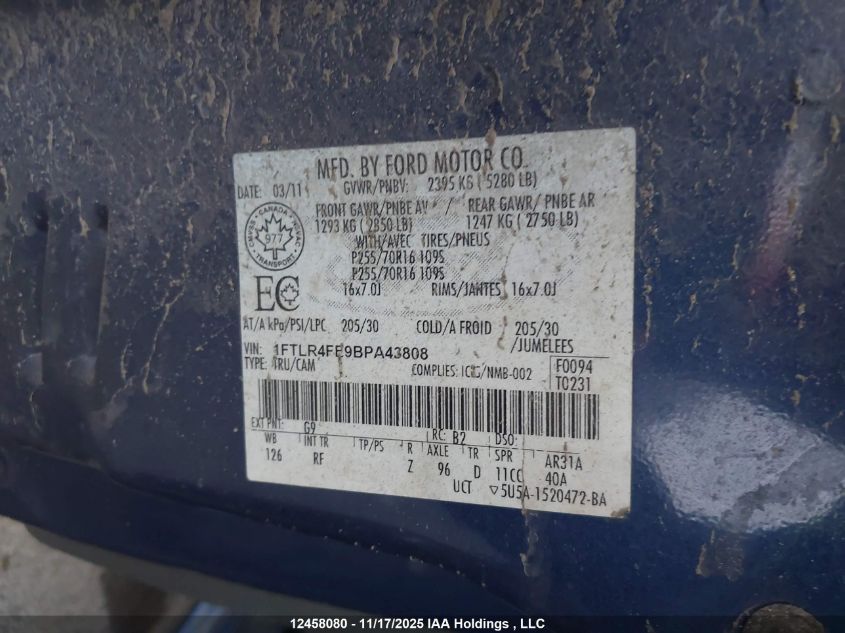 MFD. BY FORD MOTOR CO.
DATE: 03/11 GVWR/PNBV: 2395 KG ( 5280 LB)
FRONT GAWR/PNBE AV / REAR GAWR/ PNBE AR
1293 KG ( 2850 LB) 1247 KG ( 2750 LB)
WITH/AVEC TIRES/PNEUS
P255/70R16 109S
P255/70R16 109S
16x7.0J RIMS/JANTES 16x7.0J
CANADA
977
TRANSPORT
EC
AT/A kPa/PSI/LPC 205/30 COLD/A FROID 205/30
/JUMELEES
VIN: 1FTLR4FE9BPA43808
TYPE: TRU/CAM COMPLIES: ICES/NMB-002
F0094
T0231
EXT PNT: G9 RC: B2 DSO:
WB INT TR TP/PS R AXLE TR SPR AR31A
126 RF Z 96 D 11CC 40A
UCT ▽5U5A-1520472-BA
12458080 - 11/17/2025 IAA Holdings , LLC